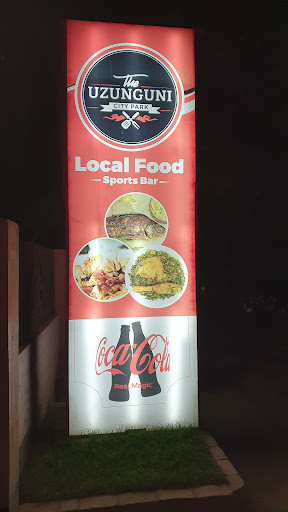 The
UZUNGUNI
CITY PARK
Local Food
Sports Bar
Coca-Cola
Real Magic